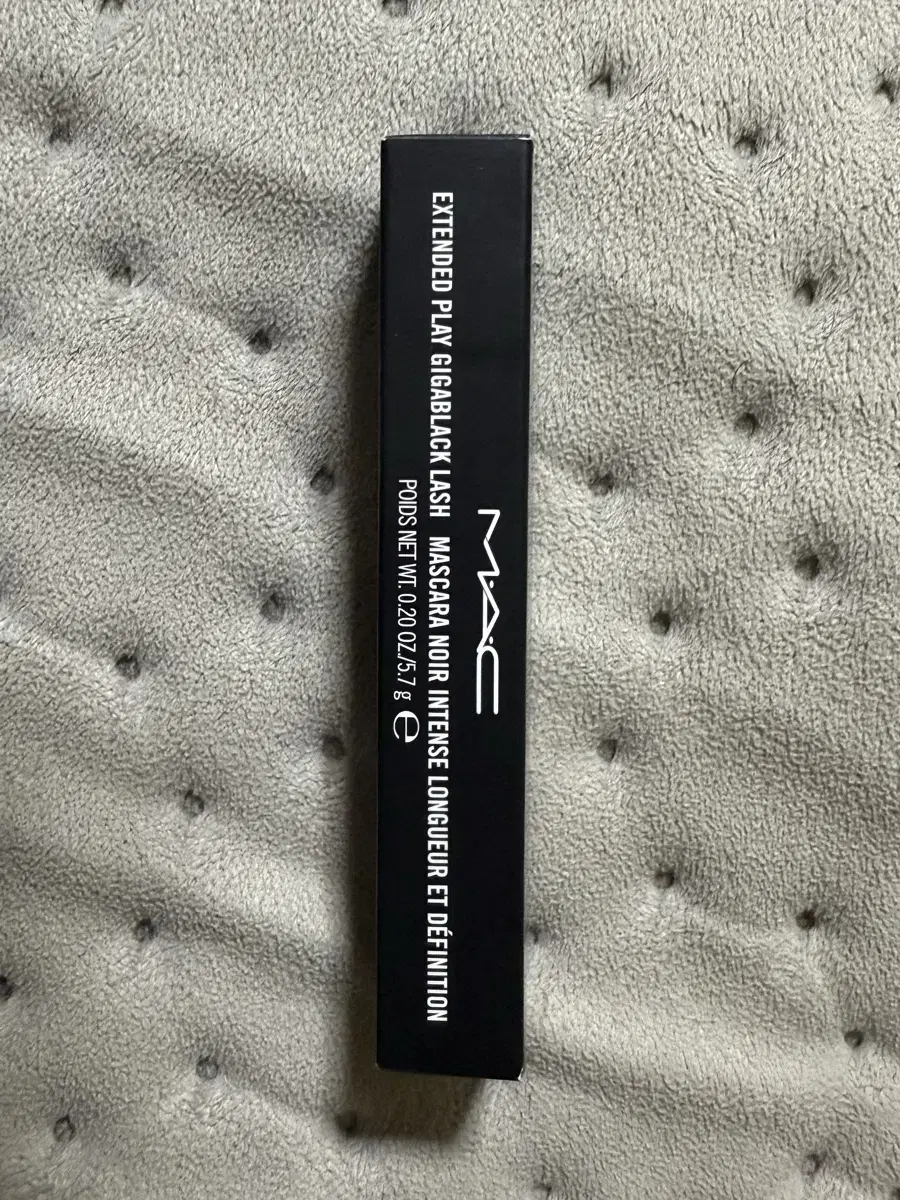 M·A·C
EXTENDED PLAY GIGABLACK LASH MASCARA NOIR INTENSE LONGUEUR ET DÉFINITION
POIDS NET WT. 0.20 OZ./5.7 g ℮